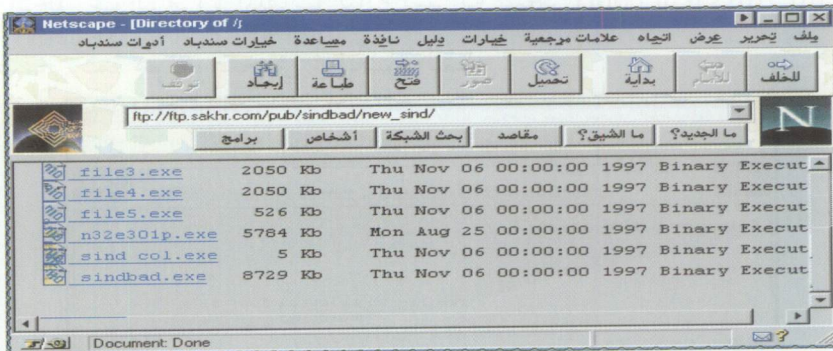 Netscape - [Directory of /]
ملف تحرير عرض اتجاه علامات مرجعية خيارات دليل نافذة مساعدة خيارات سندباد أدوات سندباد
للخلف للأمام بداية تحميل صور فتح طباعة إيجاد توقف
ftp://ftp.sakhr.com/pub/sindbad/new_sind/
N
ما الجديد؟ ما الشيق؟ مقاصد بحث الشبكة أشخاص برامج
file3.exe 2050 Kb Thu Nov 06 00:00:00 1997 Binary Execut
file4.exe 2050 Kb Thu Nov 06 00:00:00 1997 Binary Execut
file5.exe 526 Kb Thu Nov 06 00:00:00 1997 Binary Execut
n32e301p.exe 5784 Kb Mon Aug 25 00:00:00 1997 Binary Execut
sind col.exe 5 Kb Thu Nov 06 00:00:00 1997 Binary Execut
sindbad.exe 8729 Kb Thu Nov 06 00:00:00 1997 Binary Execut
Document: Done